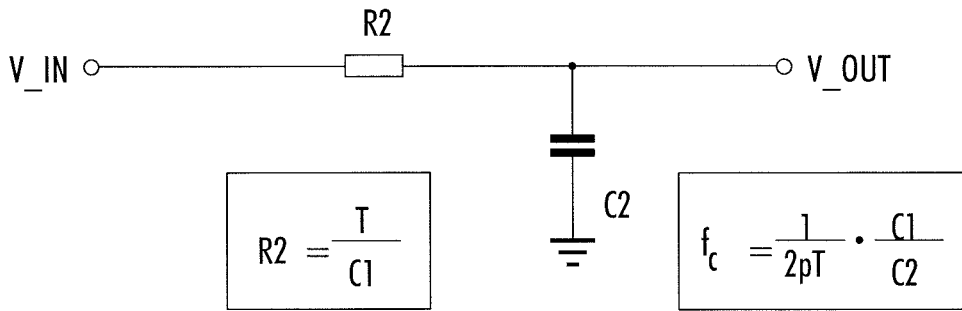 R2
V_IN
V_OUT
C2
R2 = T / C1
f_c = 1 / 2pT · C1 / C2